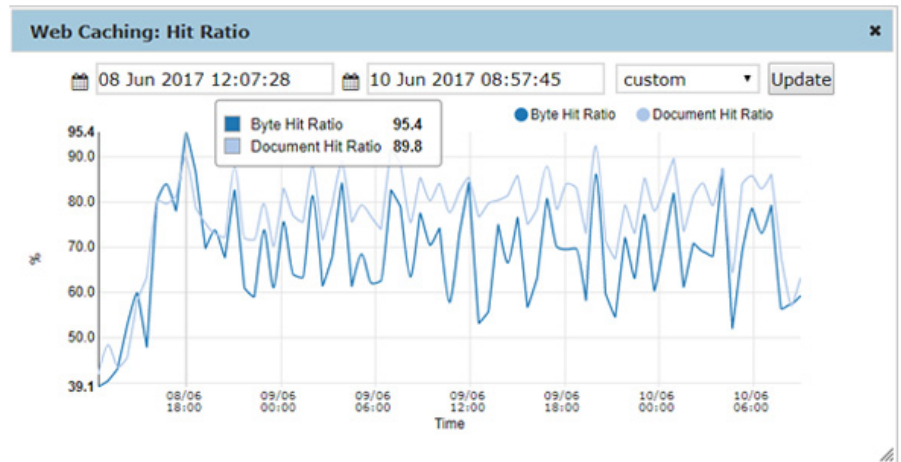 Web Caching: Hit Ratio ×
08 Jun 2017 12:07:28 10 Jun 2017 08:57:45 custom Update
Byte Hit Ratio 95.4
Document Hit Ratio 89.8
Byte Hit Ratio Document Hit Ratio
95.4
90.0
80.0
70.0
60.0
50.0
39.1
%
08/06 18:00
09/06 00:00
09/06 06:00
09/06 12:00
09/06 18:00
10/06 00:00
10/06 06:00
Time